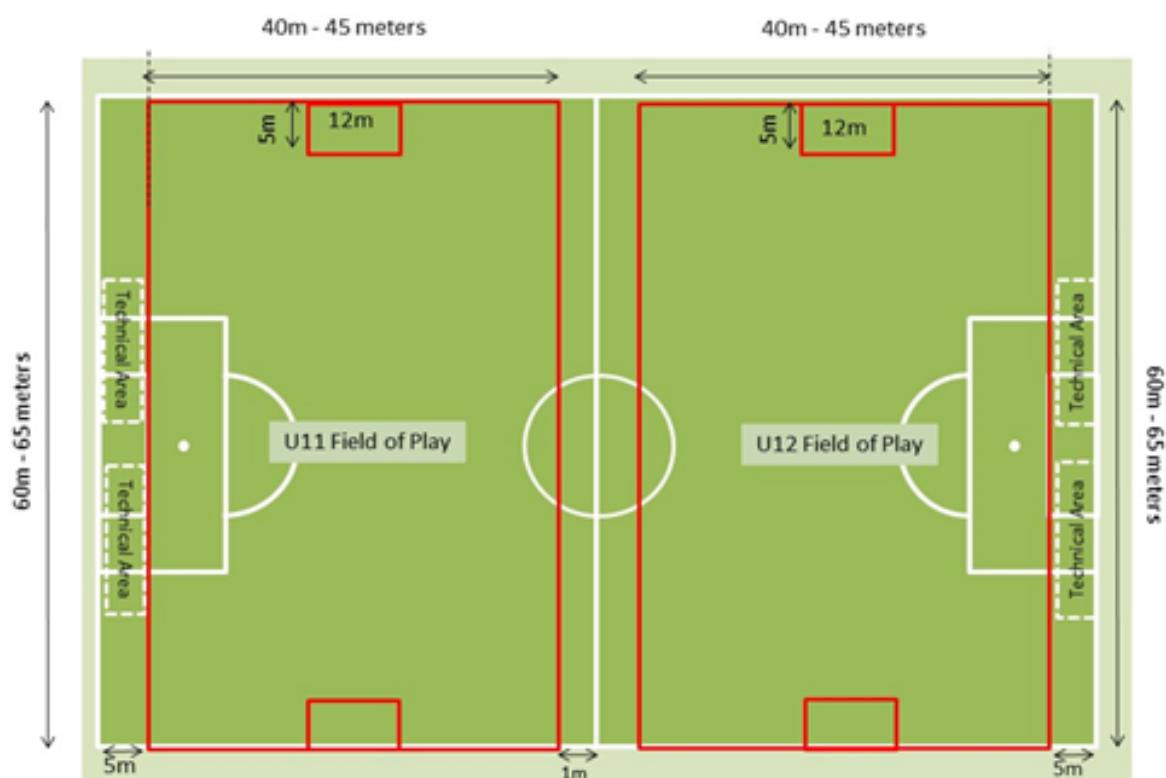 40m - 45 meters
40m - 45 meters
5m
12m
5m
12m
Technical Area
Technical Area
60m - 65 meters
U11 Field of Play
U12 Field of Play
60m - 65 meters
Technical Area
Technical Area
5m
1m
5m